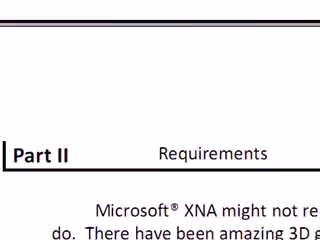 Part II Requirements
Microsoft® XNA might not re
do. There have been amazing 3D g